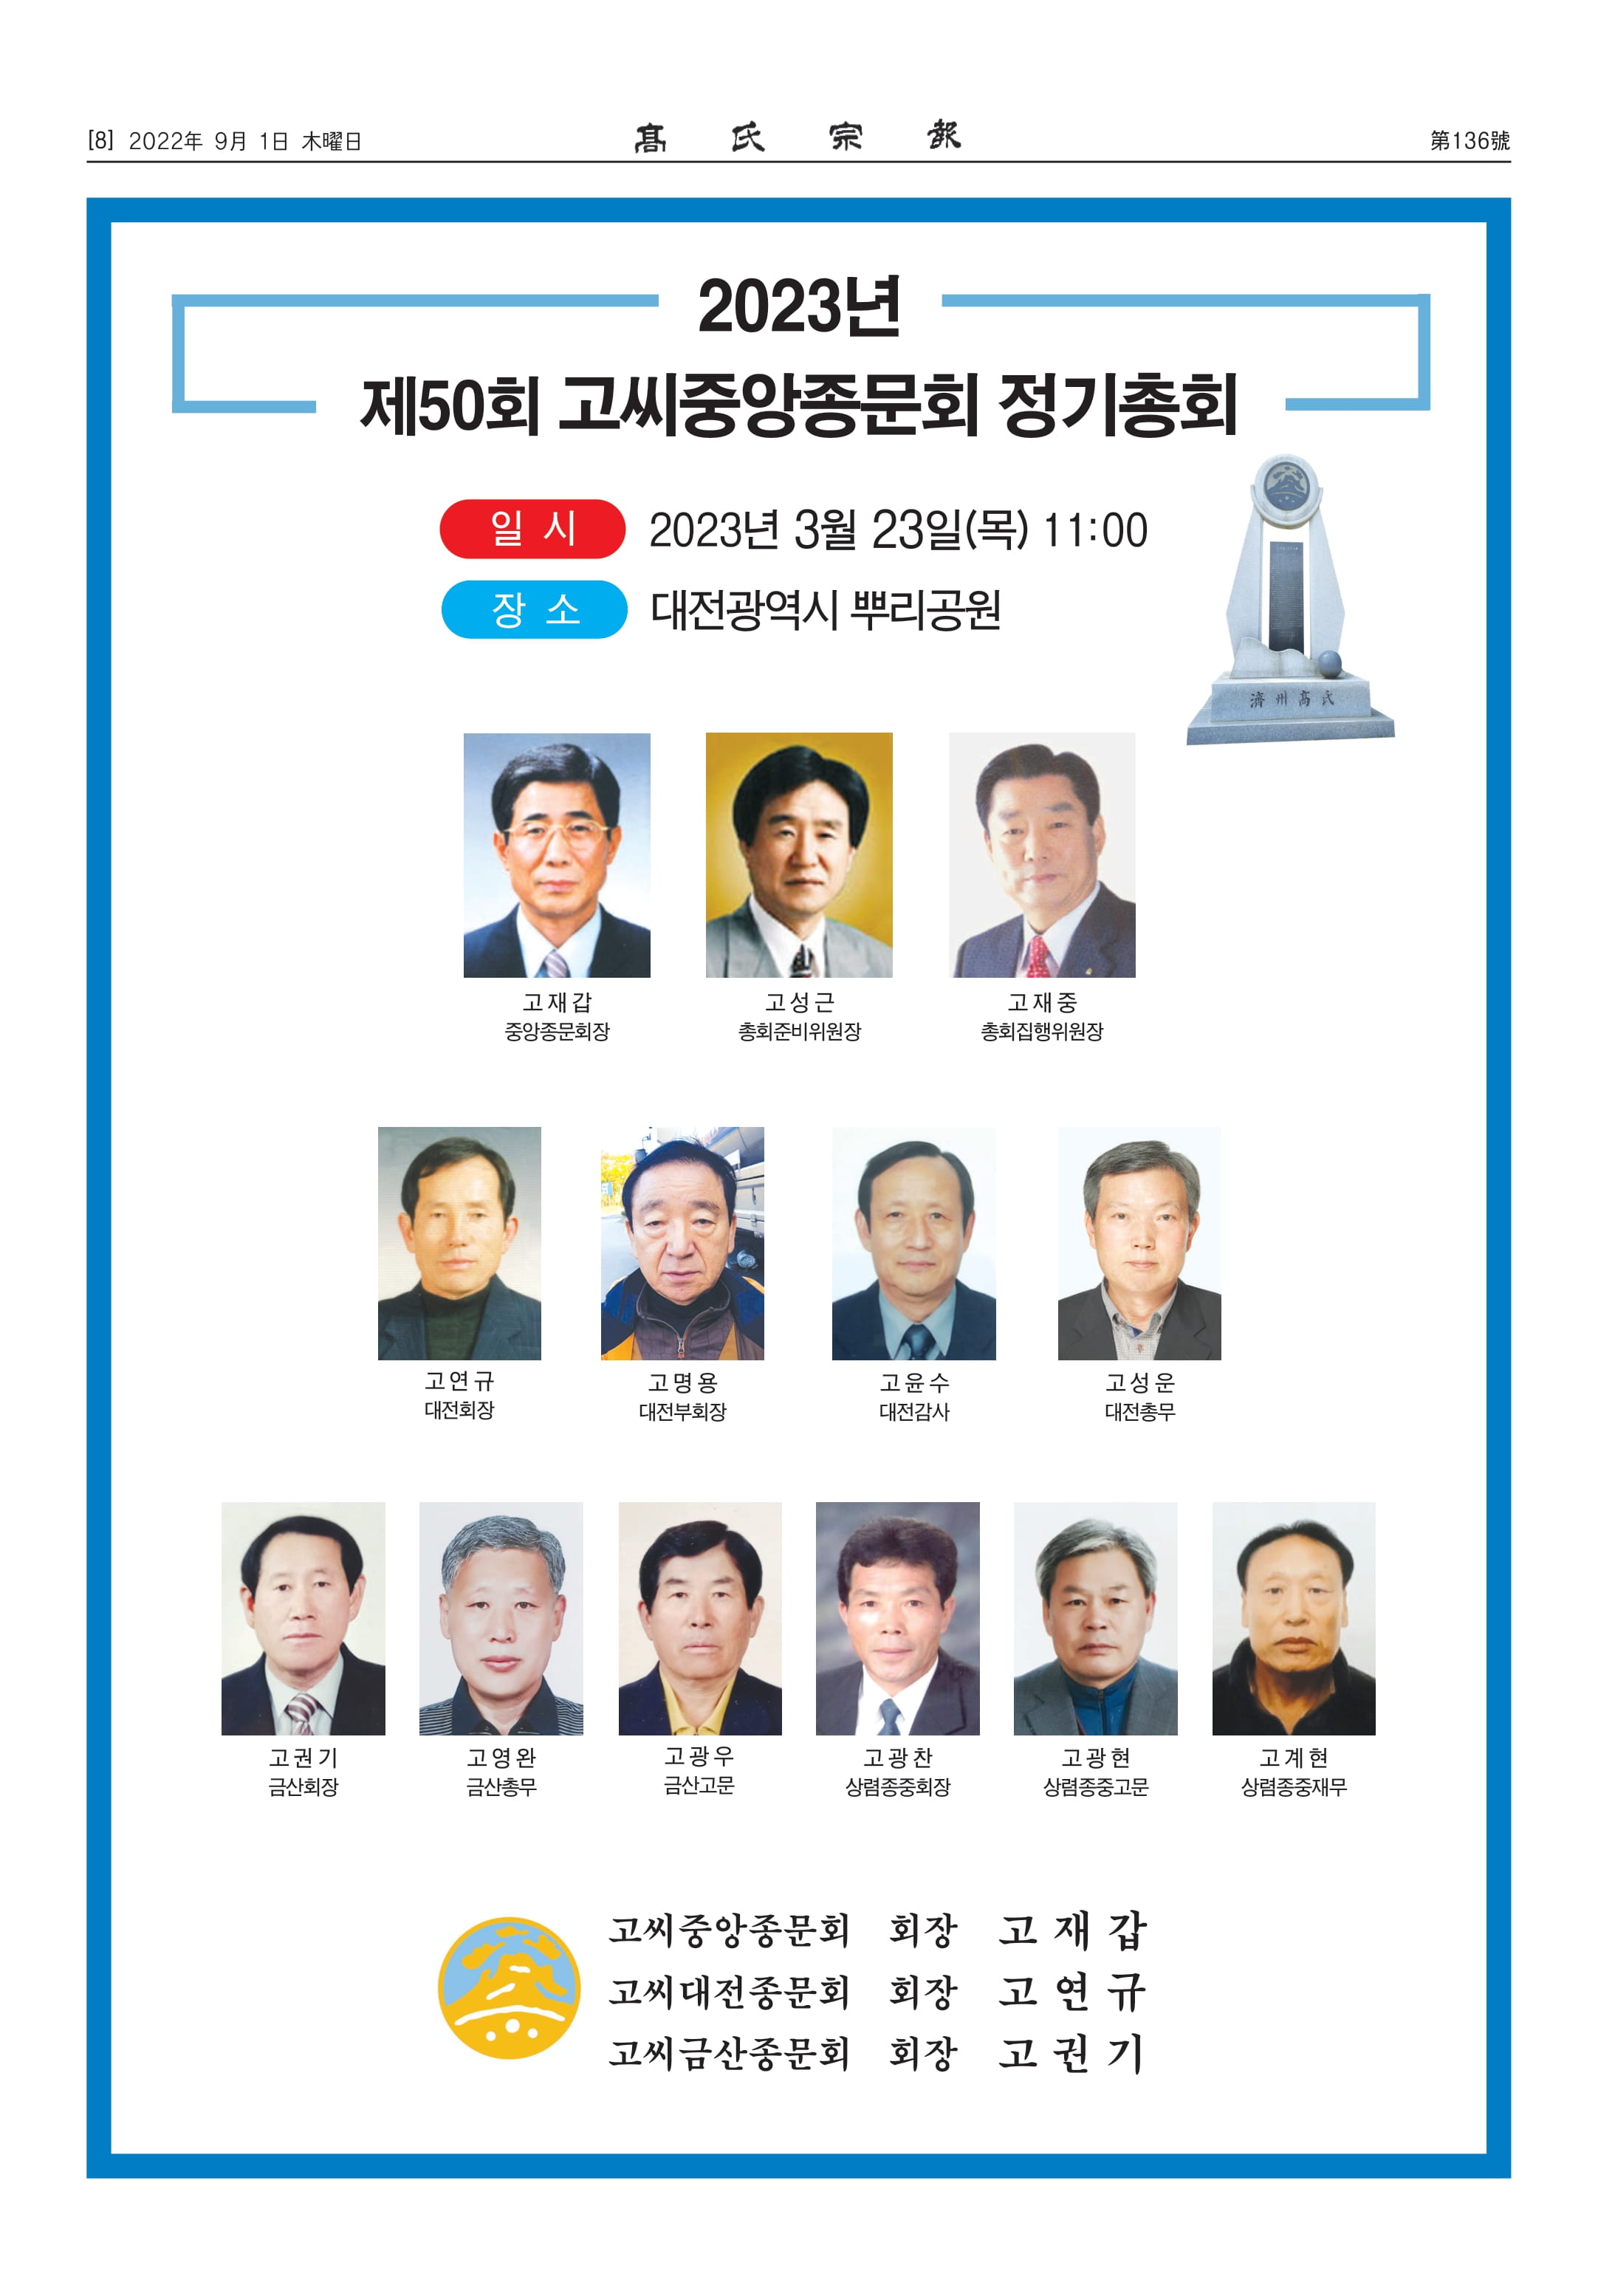 [8] 2022年 9月 1日 木曜日
髙氏宗報
第136號
2023년
제50회 고씨중앙종문회 정기총회
일 시 2023년 3월 23일(목) 11:00
장 소 대전광역시 뿌리공원
濟州髙氏
고재갑
중앙종문회장
고성근
총회준비위원장
고재중
총회집행위원장
고연규
대전회장
고명용
대전부회장
고윤수
대전감사
고성운
대전총무
고권기
금산회장
고영완
금산총무
고광우
금산고문
고광찬
상렴종중회장
고광현
상렴종중고문
고계현
상렴종중재무
고씨중앙종문회 회장 고재갑
고씨대전종문회 회장 고연규
고씨금산종문회 회장 고권기